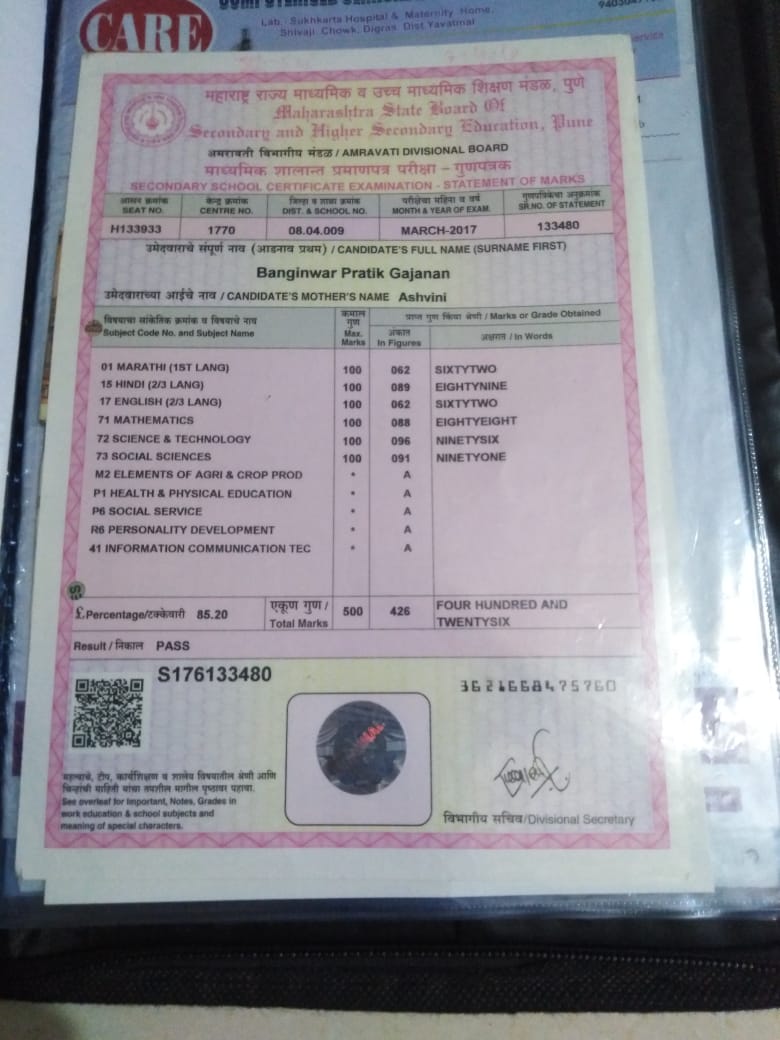 CARE
Lab.: Sukhkarta Hospital & Maternity Home,
Shivaji Chowk, Digras. Dist.Yavatmal
महाराष्ट्र राज्य माध्यमिक व उच्च माध्यमिक शिक्षण मंडळ, पुणे
Maharashtra State Board Of
Secondary and Higher Secondary Education, Pune
अमरावती विभागीय मंडळ / AMRAVATI DIVISIONAL BOARD
माध्यमिक शालान्त प्रमाणपत्र परीक्षा – गुणपत्रक
SECONDARY SCHOOL CERTIFICATE EXAMINATION - STATEMENT OF MARKS
आसन क्रमांक केन्द्र क्रमांक जिल्हा व शाळा क्रमांक परीक्षेचा महिना व वर्ष गुणपत्रिकेचा अनुक्रमांक
SEAT NO. CENTRE NO. DIST. & SCHOOL NO. MONTH & YEAR OF EXAM. SR.NO. OF STATEMENT
H133933 1770 08.04.009 MARCH-2017 133480
उमेदवाराचे संपूर्ण नाव (आडनाव प्रथम) / CANDIDATE'S FULL NAME (SURNAME FIRST)
Banginwar Pratik Gajanan
उमेदवाराच्या आईचे नाव / CANDIDATE'S MOTHER'S NAME Ashvini
विषयाचा सांकेतिक क्रमांक व विषयाचे नाव
Subject Code No. and Subject Name
कमाल गुण
Max. Marks
प्राप्त गुण किंवा श्रेणी / Marks or Grade Obtained
अंकात
In Figures
अक्षरात / In Words
01 MARATHI (1ST LANG) 100 062 SIXTYTWO
15 HINDI (2/3 LANG) 100 089 EIGHTYNINE
17 ENGLISH (2/3 LANG) 100 062 SIXTYTWO
71 MATHEMATICS 100 088 EIGHTYEIGHT
72 SCIENCE & TECHNOLOGY 100 096 NINETYSIX
73 SOCIAL SCIENCES 100 091 NINETYONE
M2 ELEMENTS OF AGRI & CROP PROD * A
P1 HEALTH & PHYSICAL EDUCATION * A
P6 SOCIAL SERVICE * A
R6 PERSONALITY DEVELOPMENT * A
41 INFORMATION COMMUNICATION TEC * A
£.Percentage/टक्केवारी 85.20 एकूण गुण / Total Marks 500 426 FOUR HUNDRED AND TWENTYSIX
Result / निकाल PASS
S176133480
3621668475760
महत्वाचे, टीप, कार्यशिक्षण व शालेय विषयातील श्रेणी आणि
चिन्हांची माहिती यांचा तपशील मागील पृष्ठावर पहावा.
See overleaf for Important, Notes, Grades in
work education & school subjects and
meaning of special characters.
विभागीय सचिव/Divisional Secretary